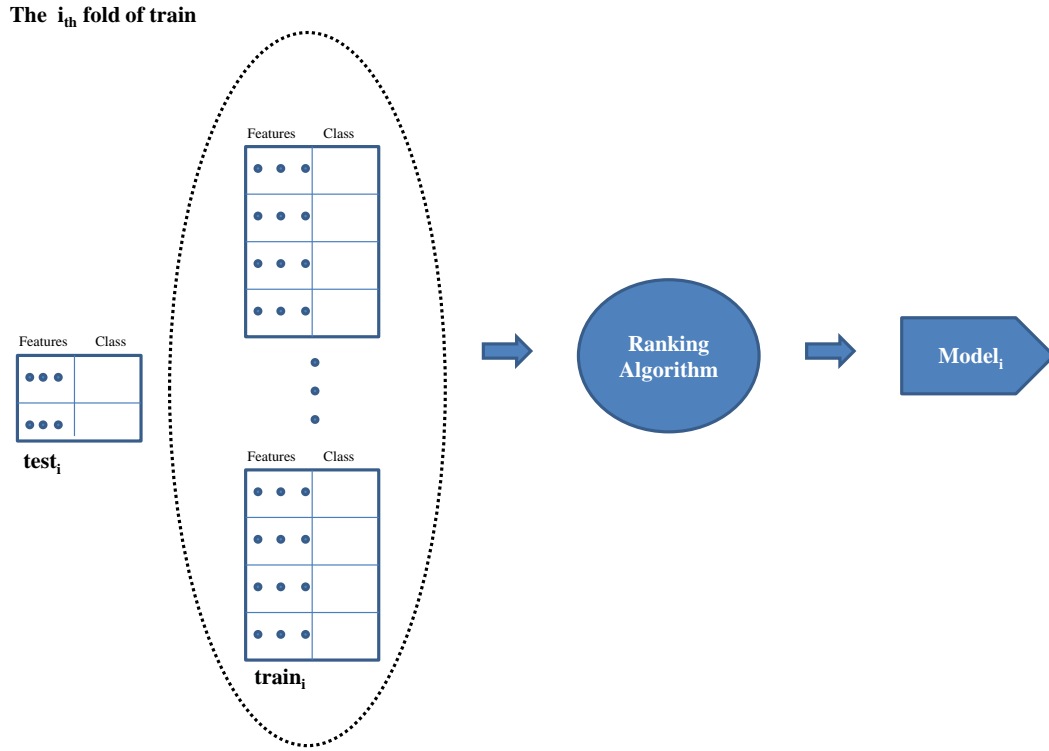 The i_th fold of train
Features Class
Features Class
test_i
Features Class
train_i
Ranking
Algorithm
Model_i